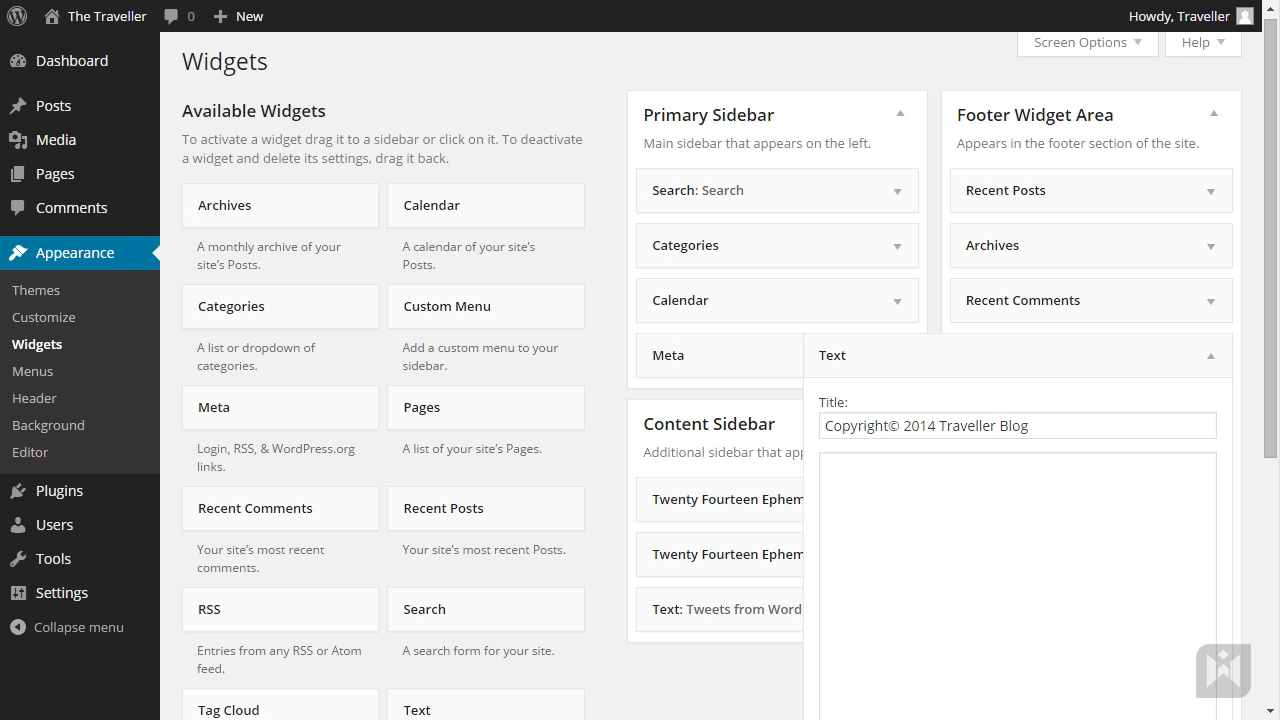 The Traveller
0
New
Howdy, Traveller
Dashboard
Posts
Media
Pages
Comments
Appearance
Themes
Customize
Widgets
Menus
Header
Background
Editor
Plugins
Users
Tools
Settings
Collapse menu
Screen Options
Help
Widgets
Available Widgets
To activate a widget drag it to a sidebar or click on it. To deactivate
a widget and delete its settings, drag it back.
Archives
Calendar
A monthly archive of your
site's Posts.
A calendar of your site's
Posts.
Categories
Custom Menu
A list or dropdown of
categories.
Add a custom menu to your
sidebar.
Meta
Pages
Login, RSS, & WordPress.org
links.
A list of your site's Pages.
Recent Comments
Recent Posts
Your site's most recent
comments.
Your site's most recent Posts.
RSS
Search
Entries from any RSS or Atom
feed.
A search form for your site.
Tag Cloud
Text
Primary Sidebar
Main sidebar that appears on the left.
Search: Search
Categories
Calendar
Meta
Content Sidebar
Additional sidebar that app
Twenty Fourteen Ephem
Twenty Fourteen Ephem
Text: Tweets from Word
Footer Widget Area
Appears in the footer section of the site.
Recent Posts
Archives
Recent Comments
Text
Title:
Copyright© 2014 Traveller Blog